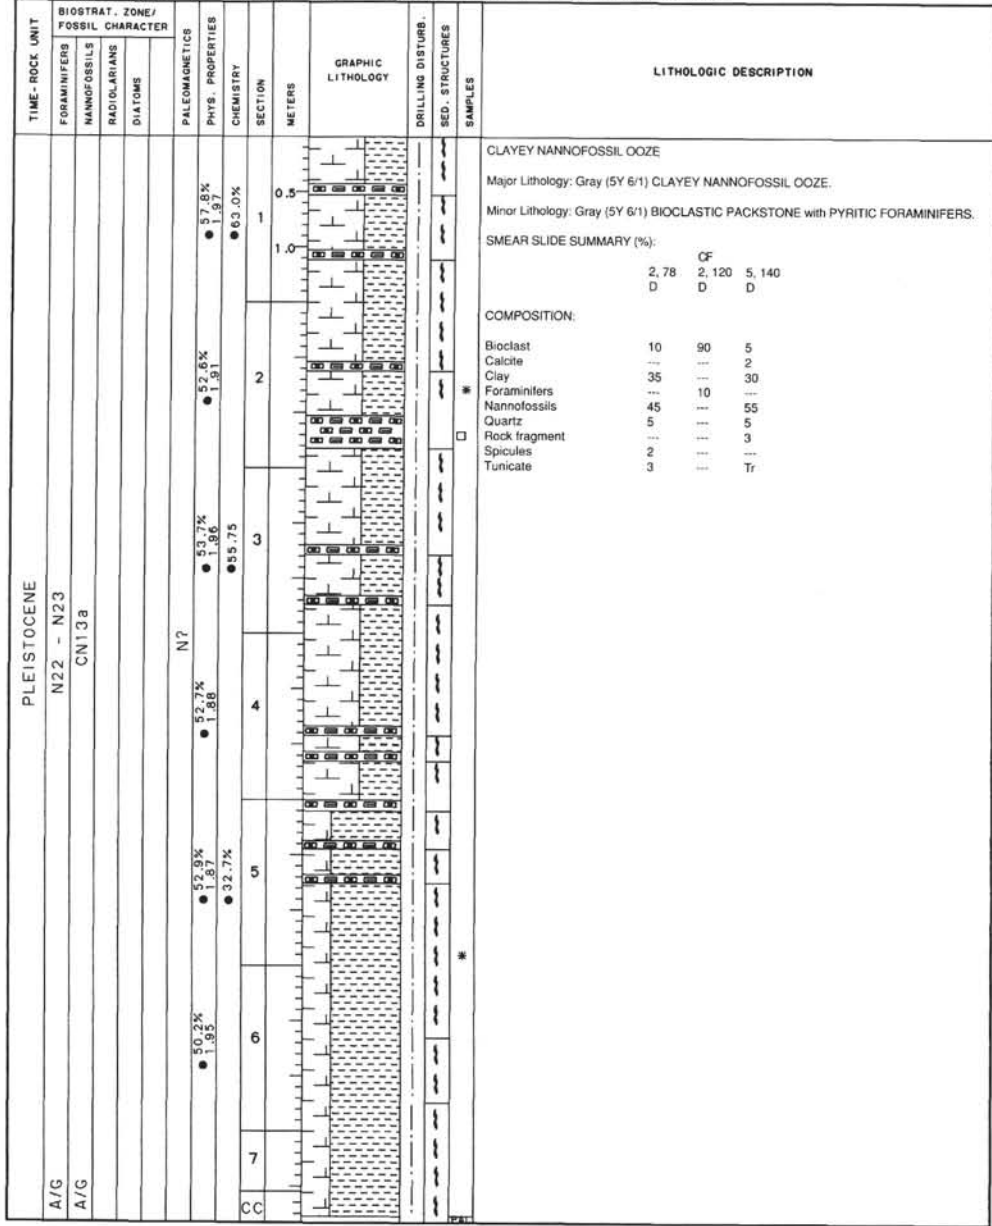 TIME-ROCK UNIT
BIOSTRAT. ZONE/
FOSSIL CHARACTER
FORAMINIFERS
NANNOFOSSILS
RADIOLARIANS
DIATOMS
PALEOMAGNETICS
PHYS. PROPERTIES
CHEMISTRY
SECTION
METERS
GRAPHIC
LITHOLOGY
DRILLING DISTURB.
SED. STRUCTURES
SAMPLES
LITHOLOGIC DESCRIPTION
PLEISTOCENE
N22 - N23
A/G
CN13a
A/G
N?
57.8%
1.97
52.6%
1.91
53.7%
1.96
52.7%
1.88
52.9%
1.87
50.2%
1.95
63.0%
55.75
32.7%
1
2
3
4
5
6
7
CC
0.5
1.0
*
*
CLAYEY NANNOFOSSIL OOZE
Major Lithology: Gray (5Y 6/1) CLAYEY NANNOFOSSIL OOZE.
Minor Lithology: Gray (5Y 6/1) BIOCLASTIC PACKSTONE with PYRITIC FORAMINIFERS.
SMEAR SLIDE SUMMARY (%):
CF
2, 78 2, 120 5, 140
D D D
COMPOSITION:
Bioclast 10 90 5
Calcite --- --- 2
Clay 35 --- 30
Foraminifers --- 10 ---
Nannofossils 45 --- 55
Quartz 5 --- 5
Rock fragment --- --- 3
Spicules 2 --- ---
Tunicate 3 --- Tr